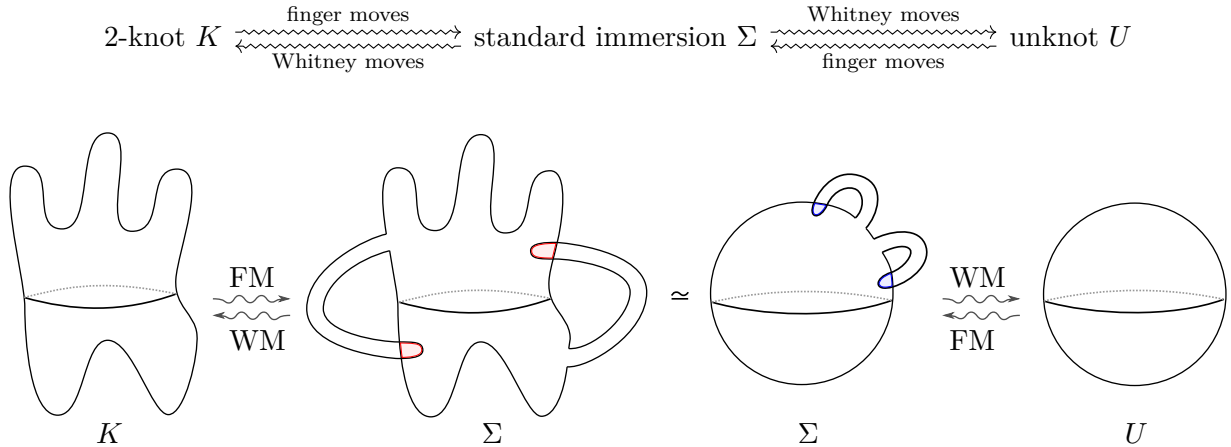 finger moves Whitney moves
2-knot K standard immersion Σ unknot U
Whitney moves finger moves
FM WM
≃
WM FM
K Σ Σ U